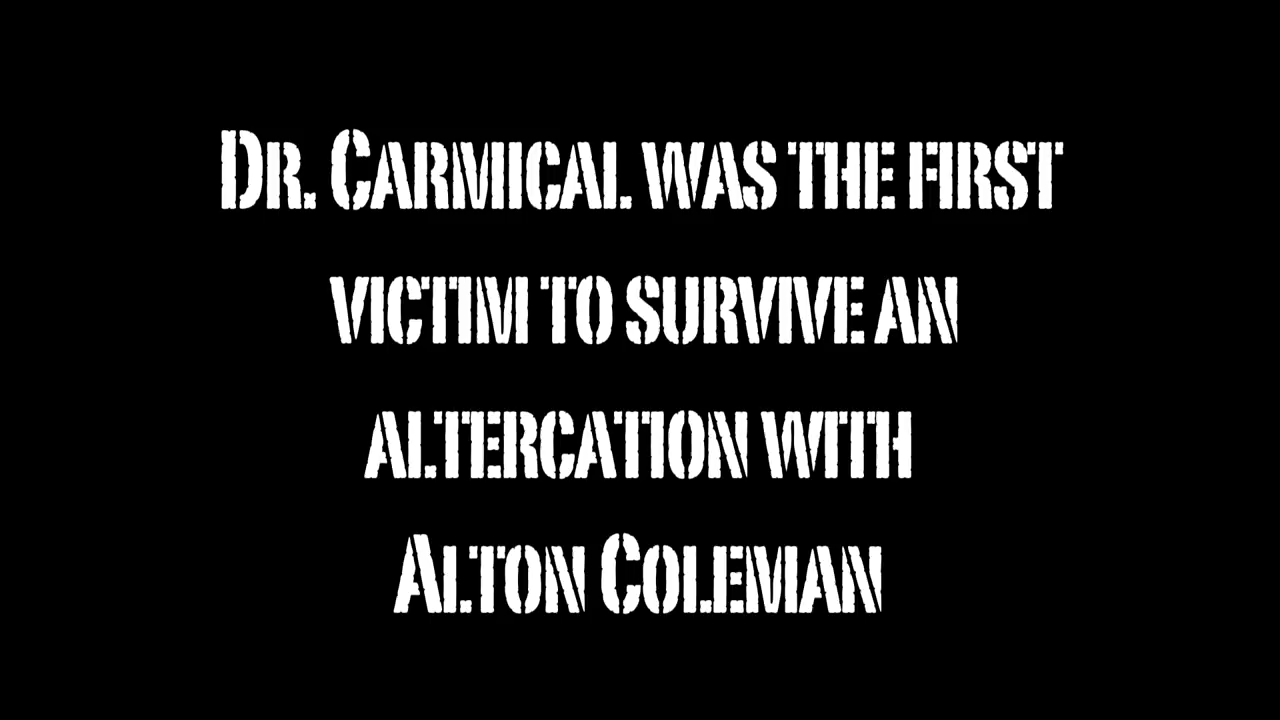 Dr. Carmical was the first
victim to survive an
altercation with
Alton Coleman